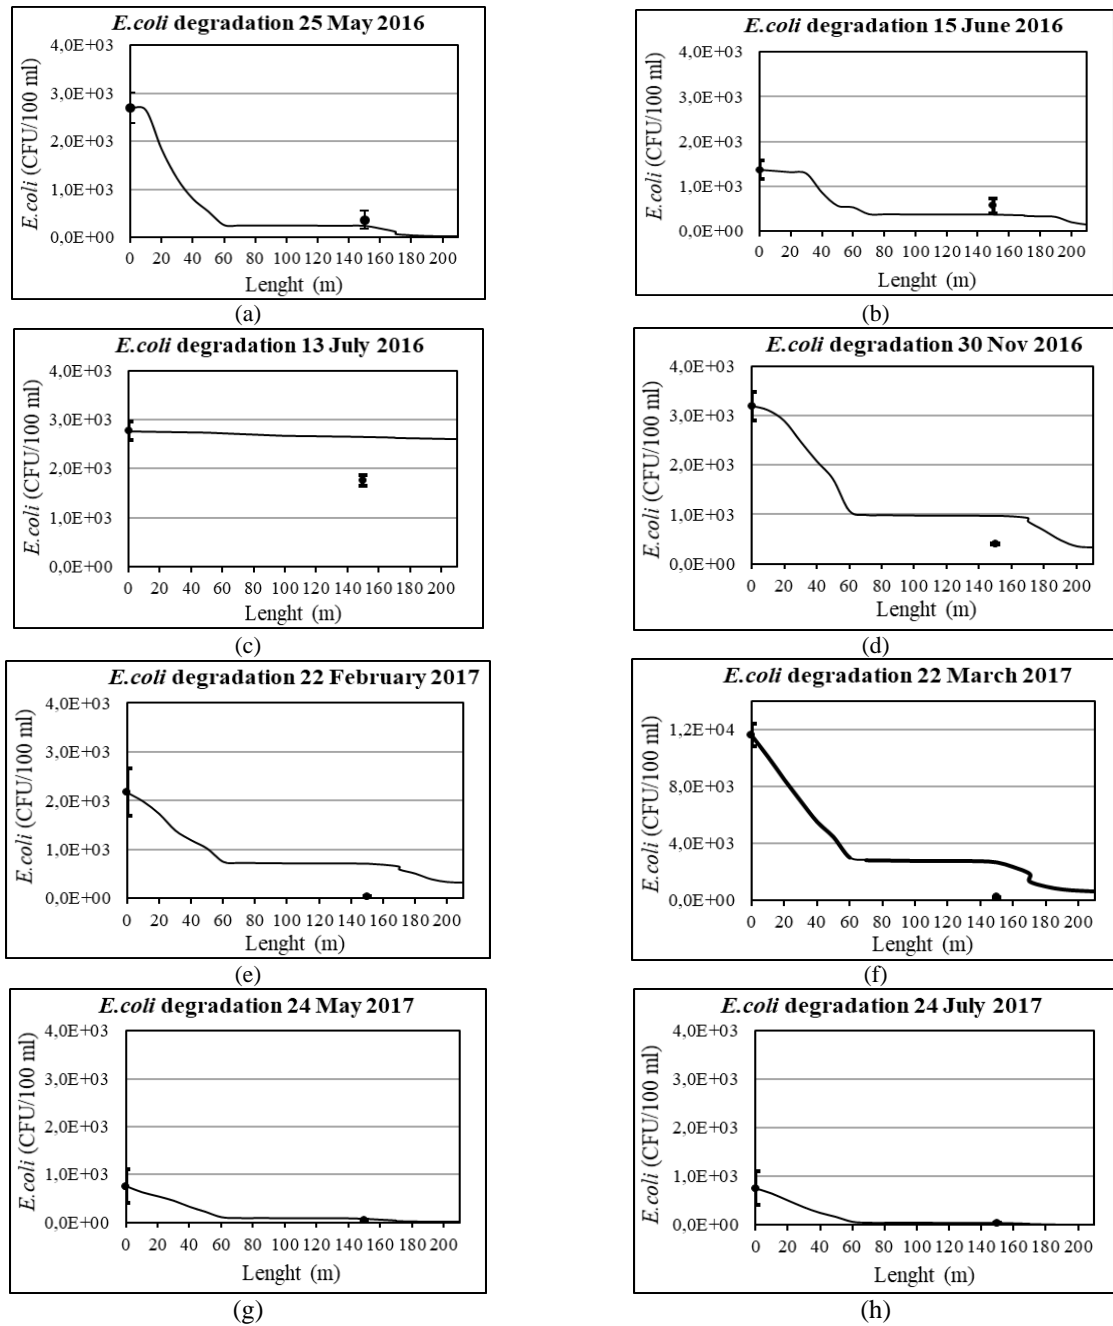 E.coli degradation 25 May 2016
E.coli (CFU/100 ml)
4,0E+03
3,0E+03
2,0E+03
1,0E+03
0,0E+00
0 20 40 60 80 100 120 140 160 180 200
Lenght (m)
(a)
E.coli degradation 15 June 2016
E.coli (CFU/100 ml)
4,0E+03
3,0E+03
2,0E+03
1,0E+03
0,0E+00
0 20 40 60 80 100 120 140 160 180 200
Lenght (m)
(b)
E.coli degradation 13 July 2016
E.coli (CFU/100 ml)
4,0E+03
3,0E+03
2,0E+03
1,0E+03
0,0E+00
0 20 40 60 80 100 120 140 160 180 200
Lenght (m)
(c)
E.coli degradation 30 Nov 2016
E.coli (CFU/100 ml)
4,0E+03
3,0E+03
2,0E+03
1,0E+03
0,0E+00
0 20 40 60 80 100 120 140 160 180 200
Lenght (m)
(d)
E.coli degradation 22 February 2017
E.coli (CFU/100 ml)
4,0E+03
3,0E+03
2,0E+03
1,0E+03
0,0E+00
0 20 40 60 80 100 120 140 160 180 200
Lenght (m)
(e)
E.coli degradation 22 March 2017
E.coli (CFU/100 ml)
1,2E+04
8,0E+03
4,0E+03
0,0E+00
0 20 40 60 80 100 120 140 160 180 200
Lenght (m)
(f)
E.coli degradation 24 May 2017
E.coli (CFU/100 ml)
4,0E+03
3,0E+03
2,0E+03
1,0E+03
0,0E+00
0 20 40 60 80 100 120 140 160 180 200
Lenght (m)
(g)
E.coli degradation 24 July 2017
E.coli (CFU/100 ml)
4,0E+03
3,0E+03
2,0E+03
1,0E+03
0,0E+00
0 20 40 60 80 100 120 140 160 180 200
Lenght (m)
(h)